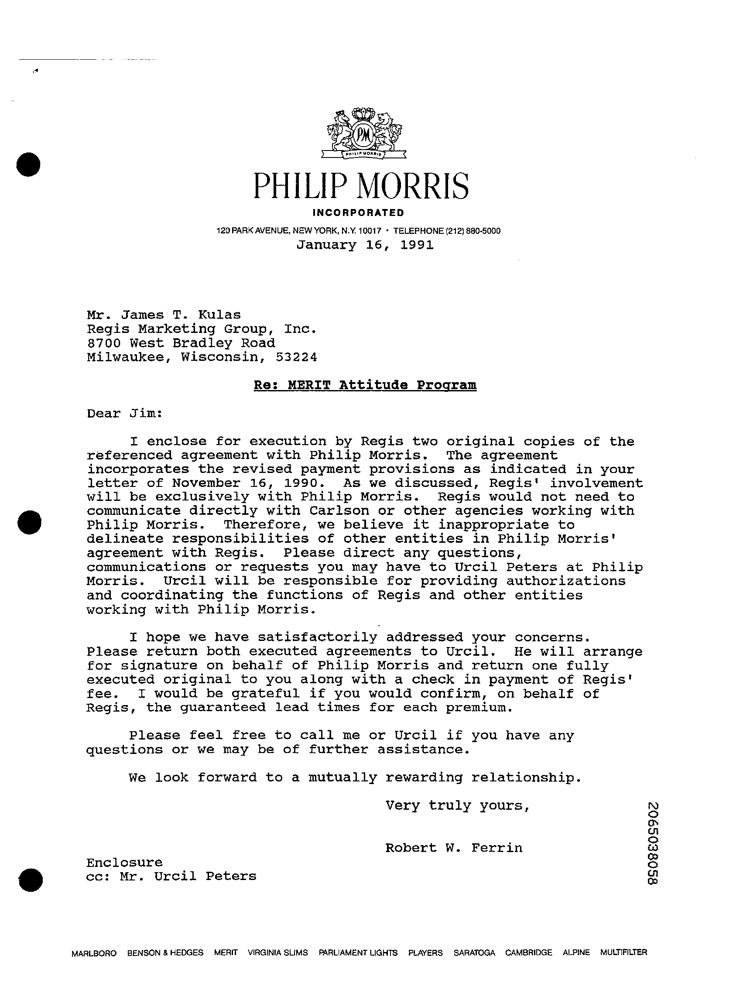 PM
PHILIP MORRIS
PHILIP MORRIS
INCORPORATED
120 PARK AVENUE, NEW YORK, N.Y. 10017 · TELEPHONE (212) 880-5000
January 16, 1991
Mr. James T. Kulas
Regis Marketing Group, Inc.
8700 West Bradley Road
Milwaukee, Wisconsin, 53224
Re: MERIT Attitude Program
Dear Jim:
I enclose for execution by Regis two original copies of the
referenced agreement with Philip Morris. The agreement
incorporates the revised payment provisions as indicated in your
letter of November 16, 1990. As we discussed, Regis' involvement
will be exclusively with Philip Morris. Regis would not need to
communicate directly with Carlson or other agencies working with
Philip Morris. Therefore, we believe it inappropriate to
delineate responsibilities of other entities in Philip Morris'
agreement with Regis. Please direct any questions,
communications or requests you may have to Urcil Peters at Philip
Morris. Urcil will be responsible for providing authorizations
and coordinating the functions of Regis and other entities
working with Philip Morris.
I hope we have satisfactorily addressed your concerns.
Please return both executed agreements to Urcil. He will arrange
for signature on behalf of Philip Morris and return one fully
executed original to you along with a check in payment of Regis'
fee. I would be grateful if you would confirm, on behalf of
Regis, the guaranteed lead times for each premium.
Please feel free to call me or Urcil if you have any
questions or we may be of further assistance.
We look forward to a mutually rewarding relationship.
Very truly yours,
Robert W. Ferrin
Enclosure
cc: Mr. Urcil Peters
2065038058
MARLBORO BENSON & HEDGES MERIT VIRGINIA SLIMS PARLIAMENT LIGHTS PLAYERS SARATOGA CAMBRIDGE ALPINE MULTIFILTER